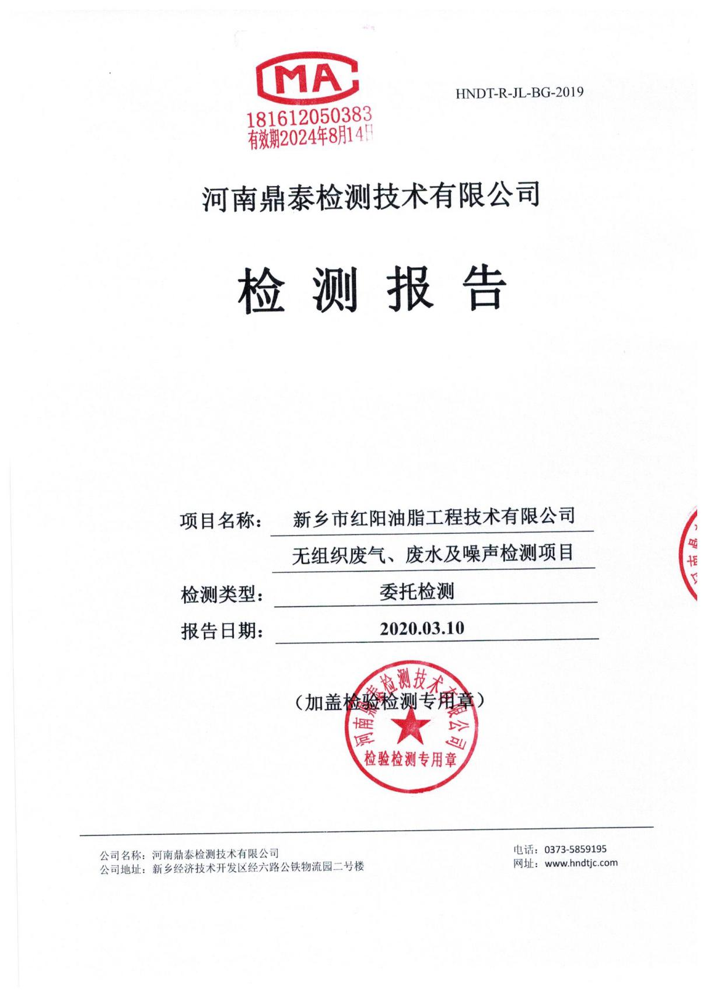 MA
181612050383
有效期2024年8月14日
HNDT-R-JL-BG-2019
河南鼎泰检测技术有限公司
检测报告
项目名称： 新乡市红阳油脂工程技术有限公司
无组织废气、废水及噪声检测项目
检测类型： 委托检测
报告日期： 2020.03.10
（加盖检验检测专用章）
河南鼎泰检测技术有限公司
检验检测专用章
公司名称：河南鼎泰检测技术有限公司
公司地址：新乡经济技术开发区经六路公铁物流园二号楼
电话：0373-5859195
网址：www.hndtjc.com